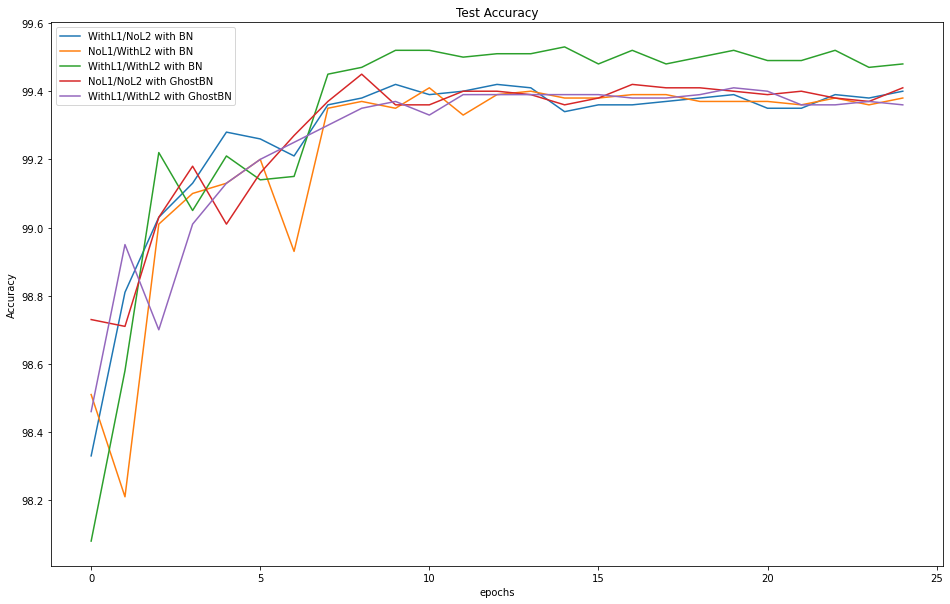 Test Accuracy
99.6
99.4
99.2
99.0
98.8
98.6
98.4
98.2
Accuracy
WithL1/NoL2 with BN
NoL1/WithL2 with BN
WithL1/WithL2 with BN
NoL1/NoL2 with GhostBN
WithL1/WithL2 with GhostBN
0 5 10 15 20 25
epochs